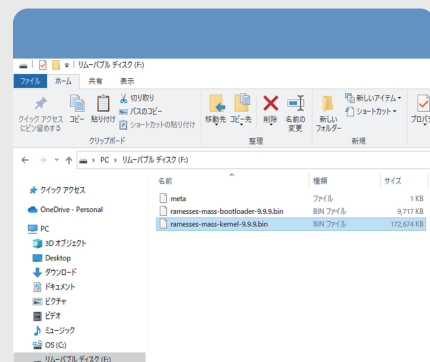 リムーバブル ディスク (F:)
ファイル ホーム 共有 表示
クイック アクセス
にピン留めする
コピー
貼り付け
切り取り
パスのコピー
ショートカットの貼り付け
クリップボード
移動先
コピー先
削除
名前の
変更
整理
新しい
フォルダー
新しいアイテム
ショートカット
新規
プロパティ
PC › リムーバブル ディスク (F:)
名前 種類 サイズ
meta ファイル 1 KB
ramesses-mass-bootloader-9.9.9.bin BIN ファイル 9,717 KB
ramesses-mass-kernel-9.9.9.bin BIN ファイル 172,674 KB
クイック アクセス
OneDrive - Personal
PC
3D オブジェクト
Desktop
ダウンロード
ドキュメント
ピクチャ
ビデオ
ミュージック
OS (C:)
リムーバブル ディスク (F:)